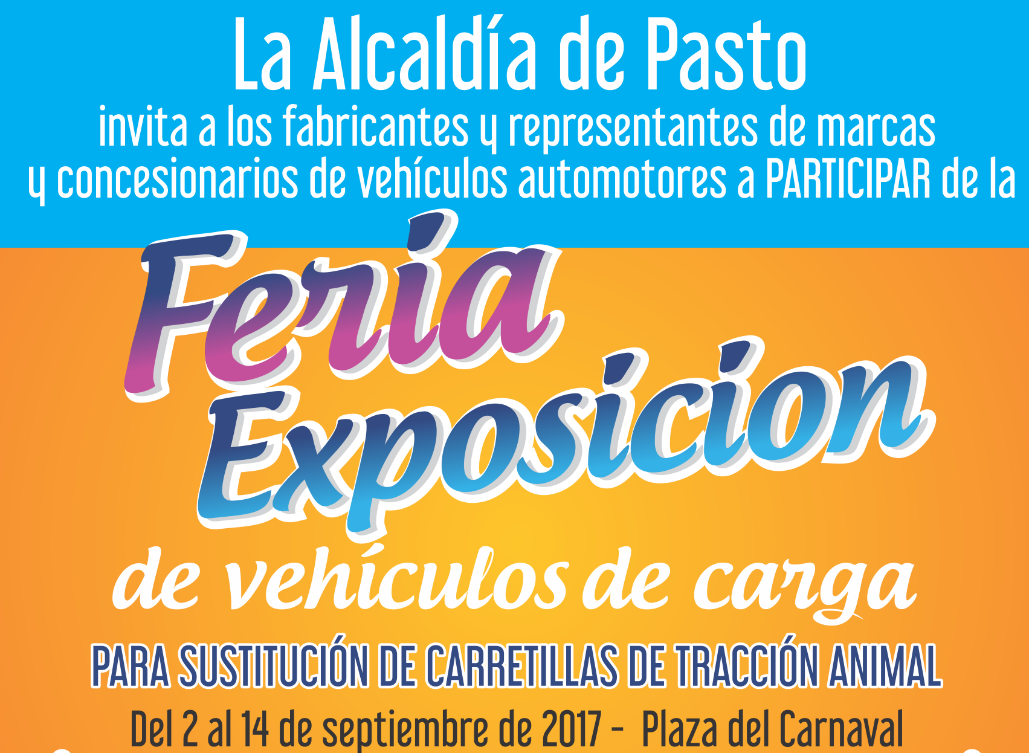 La Alcaldía de Pasto
invita a los fabricantes y representantes de marcas
y concesionarios de vehículos automotores a PARTICIPAR de la
Feria
Exposicion
de vehículos de carga
PARA SUSTITUCIÓN DE CARRETILLAS DE TRACCIÓN ANIMAL
Del 2 al 14 de septiembre de 2017 - Plaza del Carnaval